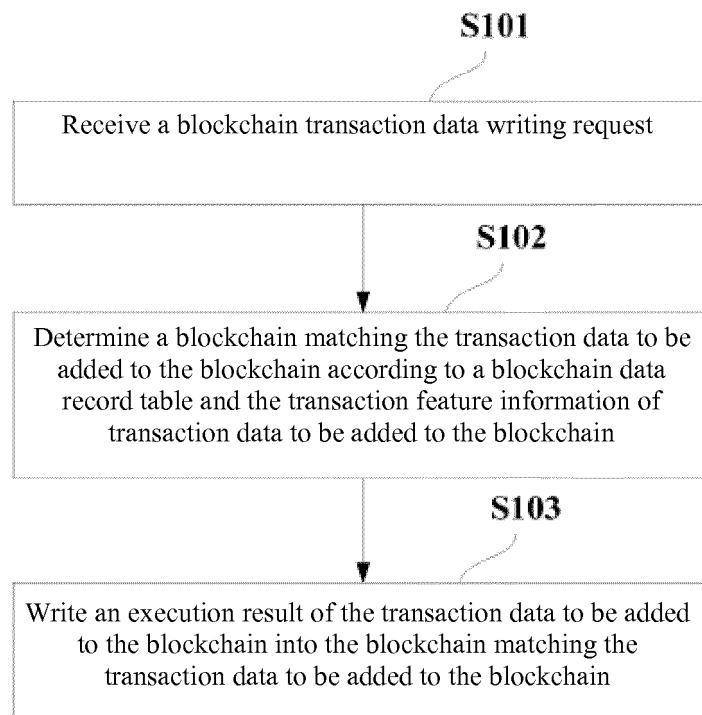 S101
Receive a blockchain transaction data writing request
S102
Determine a blockchain matching the transaction data to be
added to the blockchain according to a blockchain data
record table and the transaction feature information of
transaction data to be added to the blockchain
S103
Write an execution result of the transaction data to be added
to the blockchain into the blockchain matching the
transaction data to be added to the blockchain